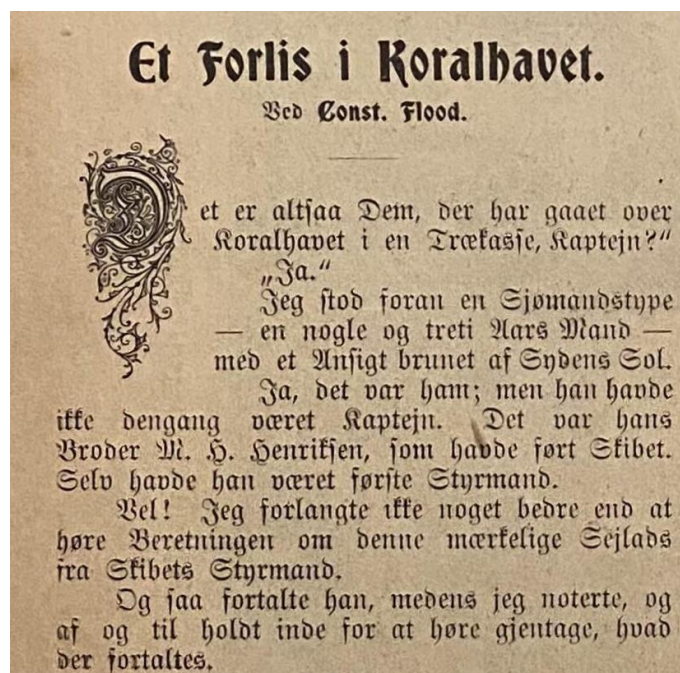 Et Forlis i Koralhavet.
Ved Const. Flood.
Det er altsaa Dem, der har gaaet over
Koralhavet i en Trækasse, Kaptejn?“
„Ja.“
Jeg stod foran en Sjømandstype
— en nogle og treti Aars Mand —
med et Ansigt brunet af Sydens Sol.
Ja, det var ham; men han havde
ikke dengang været Kaptejn. Det var hans
Broder M. H. Henriksen, som havde ført Skibet.
Selv havde han været første Styrmand.
Vel! Jeg forlangte ikke noget bedre end at
høre Beretningen om denne mærkelige Sejlads
fra Skibets Styrmand.
Og saa fortalte han, medens jeg noterte, og
af og til holdt inde for at høre gjentage, hvad
der fortaltes.